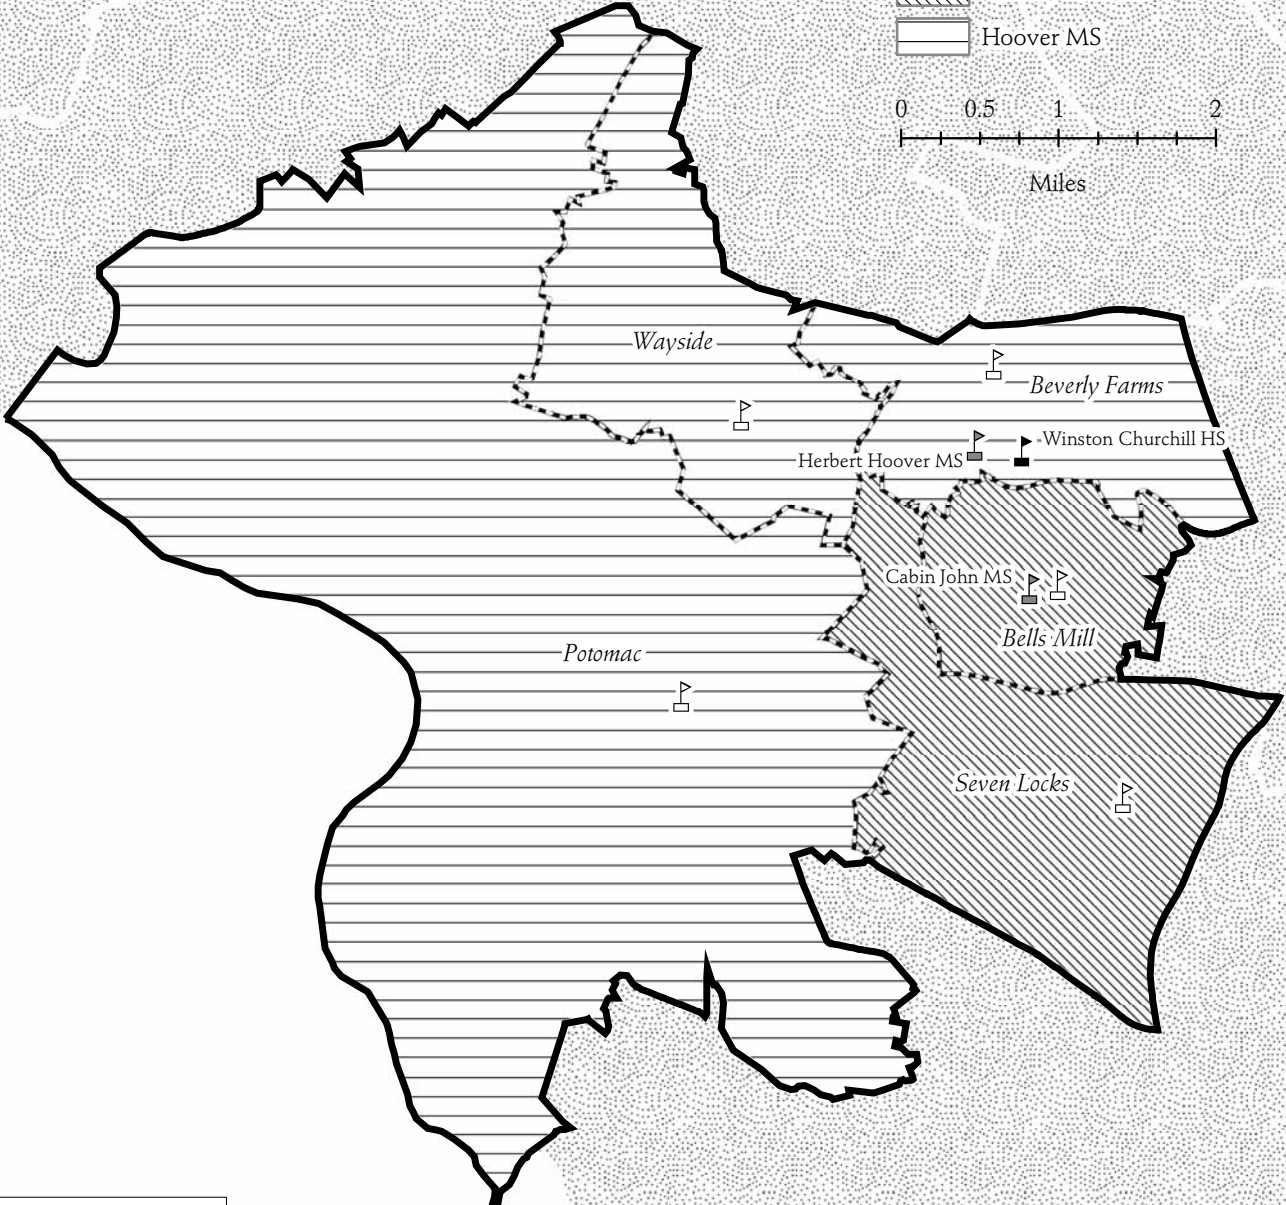 Hoover MS
0 0.5 1 2
Miles
Wayside
Beverly Farms
Winston Churchill HS
Herbert Hoover MS
Cabin John MS
Bells Mill
Potomac
Seven Locks